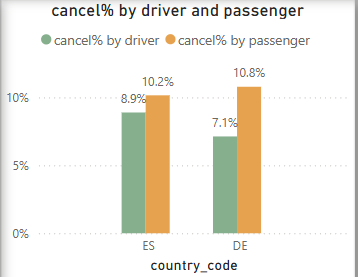 cancel% by driver and passenger
cancel% by driver cancel% by passenger
10.8%
10.2%
10%
8.9%
7.1%
5%
0%
ES DE
country_code